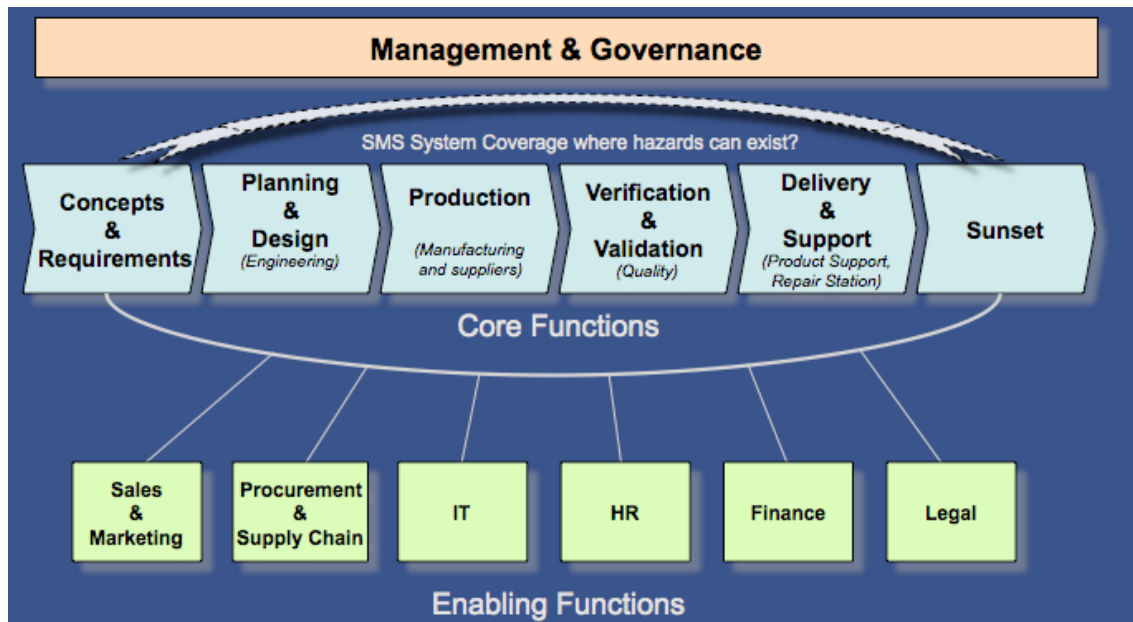 Management & Governance
SMS System Coverage where hazards can exist?
Concepts
&
Requirements
Planning
&
Design
(Engineering)
Production
(Manufacturing
and suppliers)
Verification
&
Validation
(Quality)
Delivery
&
Support
(Product Support,
Repair Station)
Sunset
Core Functions
Sales
&
Marketing
Procurement
&
Supply Chain
IT
HR
Finance
Legal
Enabling Functions